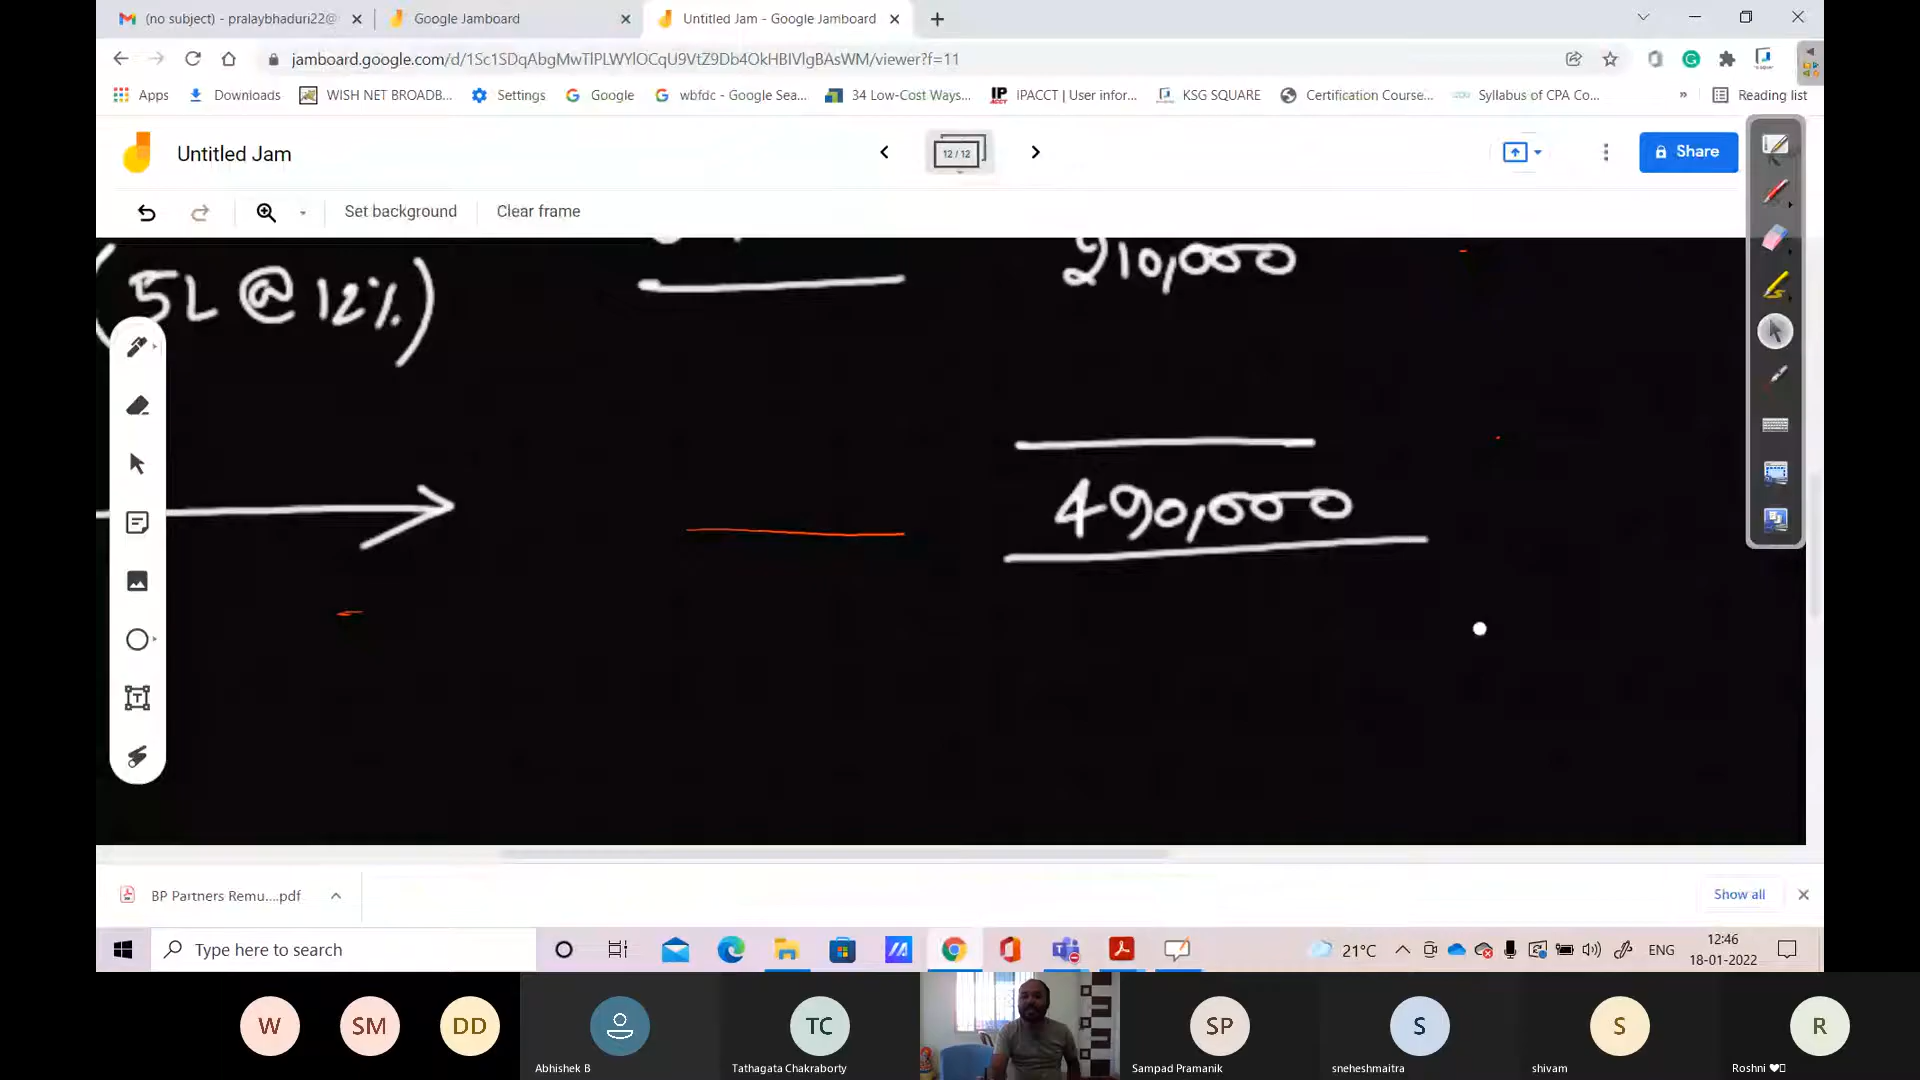 (no subject) - pralaybhaduri22@
Google Jamboard
Untitled Jam - Google Jamboard
jamboard.google.com/d/1Sc1SDqAbgMwTlPLWYlOCqU9VtZ9Db4OkHBIVlgBAsWM/viewer?f=11
Apps
Downloads
WISH NET BROADB...
Settings
Google
wbfdc - Google Sea...
34 Low-Cost Ways...
iPACCT | User infor...
KSG SQUARE
Certification Course...
Syllabus of CPA Co...
»
Reading list
Untitled Jam
12 / 12
Share
Set background
Clear frame
210,000
(5L @ 12%)
490,000
BP Partners Remu....pdf
Show all
Type here to search
21°C
ENG
12:46
18-01-2022
W
SM
DD
TC
SP
S
S
R
Abhishek B
Tathagata Chakraborty
Sampad Pramanik
sneheshmaitra
shivam
Roshni ❤